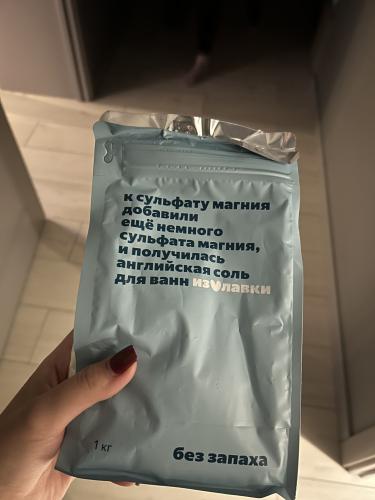 к сульфату магния
добавили
ещё немного
сульфата магния,
и получилась
английская соль
для ванн из лавки
1 кг
без запаха